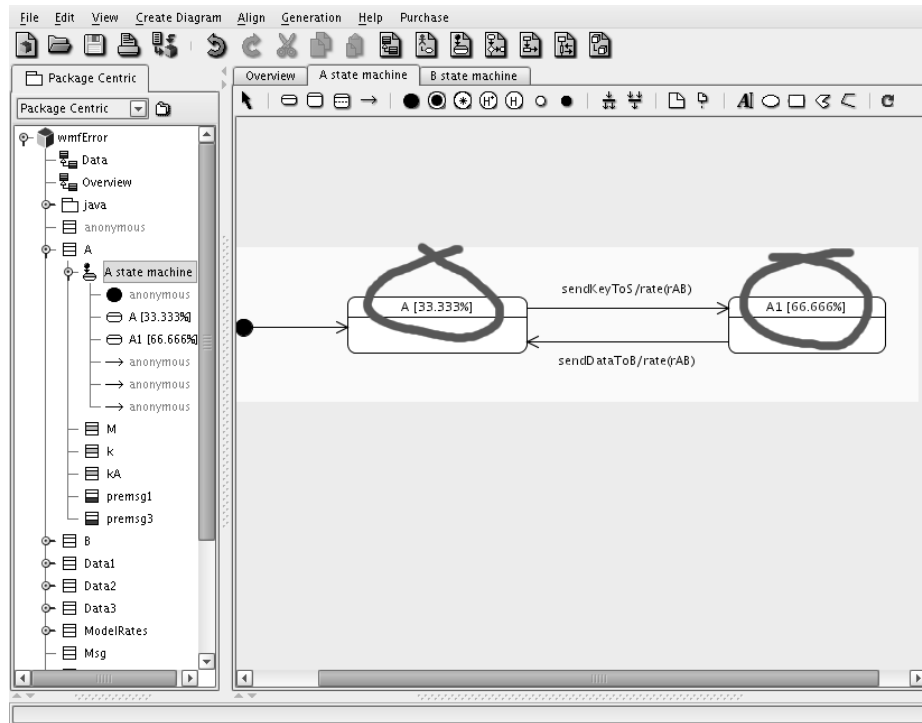 File Edit View Create Diagram Align Generation Help Purchase
Package Centric
Overview A state machine B state machine
Package Centric
A
wmfError
Data
Overview
java
anonymous
A
A state machine
anonymous
A [33.333%]
A1 [66.666%]
anonymous
anonymous
anonymous
M
k
kA
premsg1
premsg3
B
Data1
Data2
Data3
ModelRates
Msg
sendKeyToS/rate(rAB)
A [33.333%]
A1 [66.666%]
sendDataToB/rate(rAB)